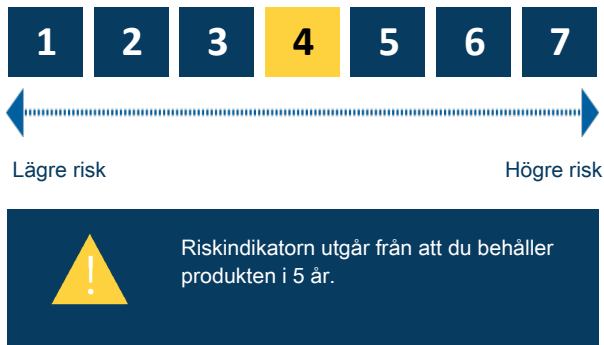 1 2 3 4 5 6 7
Lägre risk Högre risk
!
Riskindikatorn utgår från att du behåller
produkten i 5 år.